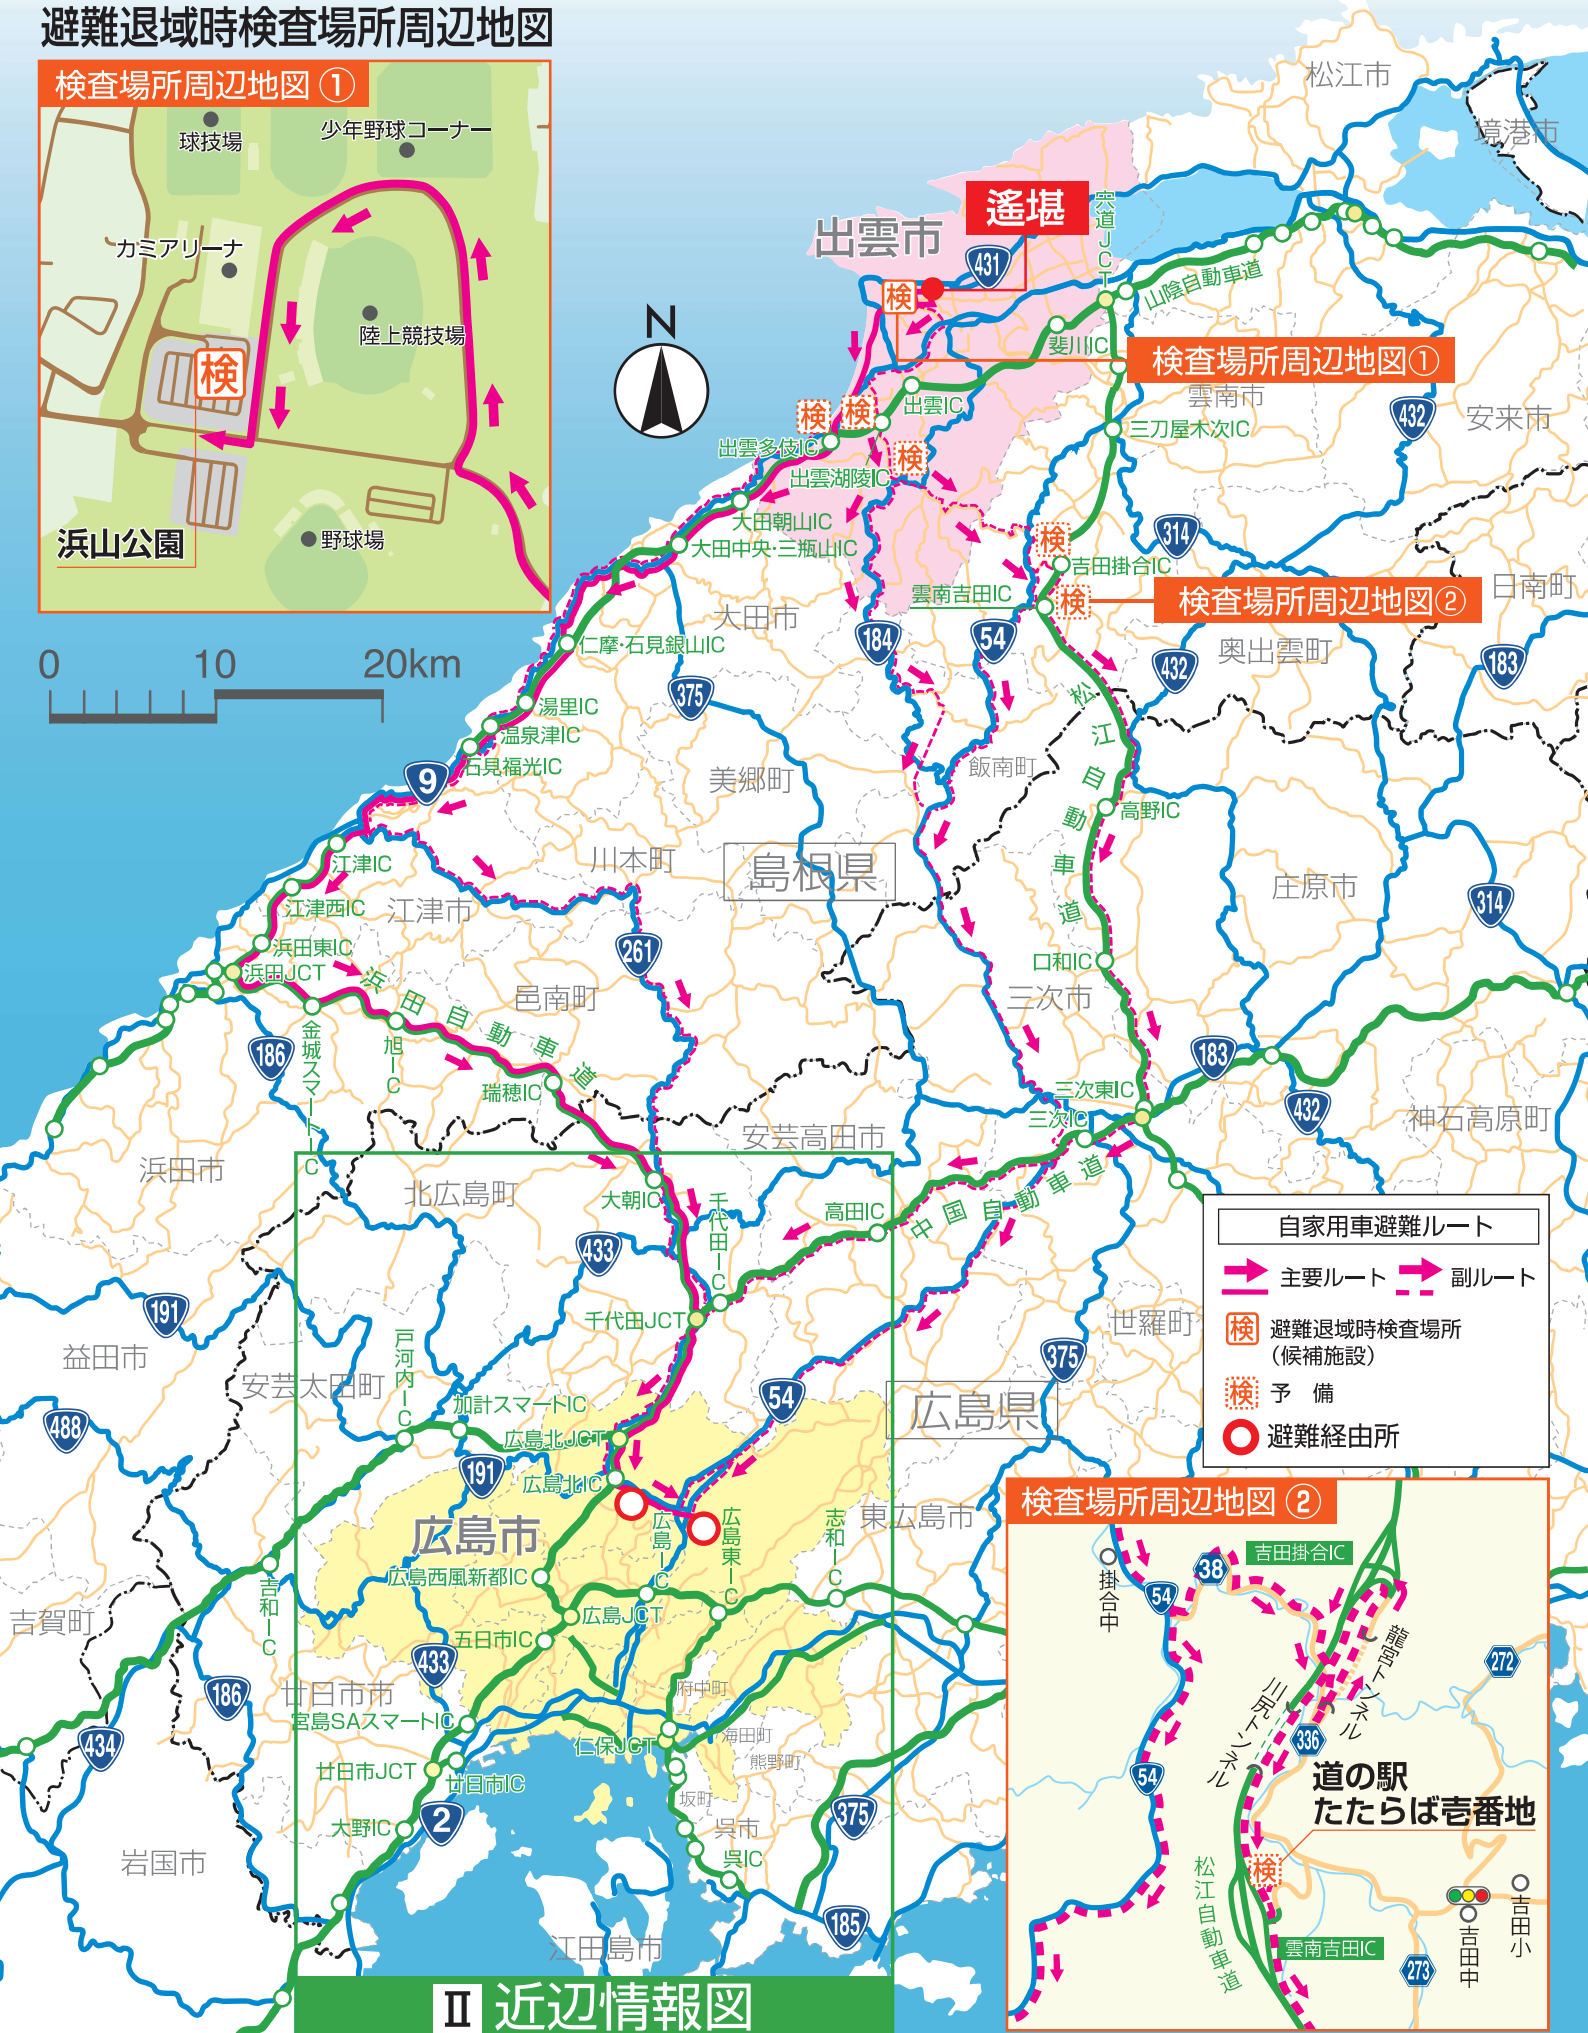 避難退域時検査場所周辺地図
検査場所周辺地図 ①
球技場
少年野球コーナー
カミアリーナ
陸上競技場
検
浜山公園
野球場
N
0 10 20km
松江市
境港市
出雲市
遙堪
431
検
宍道JCT
山陰自動車道
斐川IC
検査場所周辺地図①
出雲IC
雲南市
432
安来市
検
検
三刀屋木次IC
出雲多伎IC
検
出雲湖陵IC
大田朝山IC
大田中央・三瓶山IC
検
314
吉田掛合IC
雲南吉田IC
検
検査場所周辺地図②
日南町
大田市
仁摩・石見銀山IC
184
54
432
奥出雲町
183
375
湯里IC
温泉津IC
石見福光IC
9
美郷町
飯南町
松江自動車道
高野IC
江津IC
川本町
島根県
庄原市
314
江津西IC
江津市
浜田東IC
浜田JCT
261
口和IC
三次市
浜田自動車道
邑南町
186
金城スマートIC
旭IC
瑞穂IC
183
三次東IC
三次IC
432
神石高原町
安芸高田市
浜田市
北広島町
大朝IC
千代田IC
高田IC
中国自動車道
433
千代田JCT
191
益田市
戸河内IC
安芸太田町
世羅町
375
54
広島県
加計スマートIC
488
広島北JCT
191
広島北IC
広島市
広島IC
広島東IC
志和IC
東広島市
広島西風新都IC
吉和IC
吉賀町
広島JCT
五日市IC
433
186
廿日市市
府中町
宮島SAスマートIC
434
仁保JCT
海田町
熊野町
廿日市JCT
廿日市IC
坂町
大野IC
2
呉市
375
岩国市
呉IC
185
江田島市
Ⅱ 近辺情報図
自家用車避難ルート
主要ルート
副ルート
検 避難退域時検査場所
（候補施設）
検 予 備
避難経由所
検査場所周辺地図 ②
吉田掛合IC
掛合中
38
54
龍宮トンネル
272
川尻トンネル
336
54
道の駅
たたらば壱番地
検
松江自動車道
吉田小
吉田中
雲南吉田IC
273